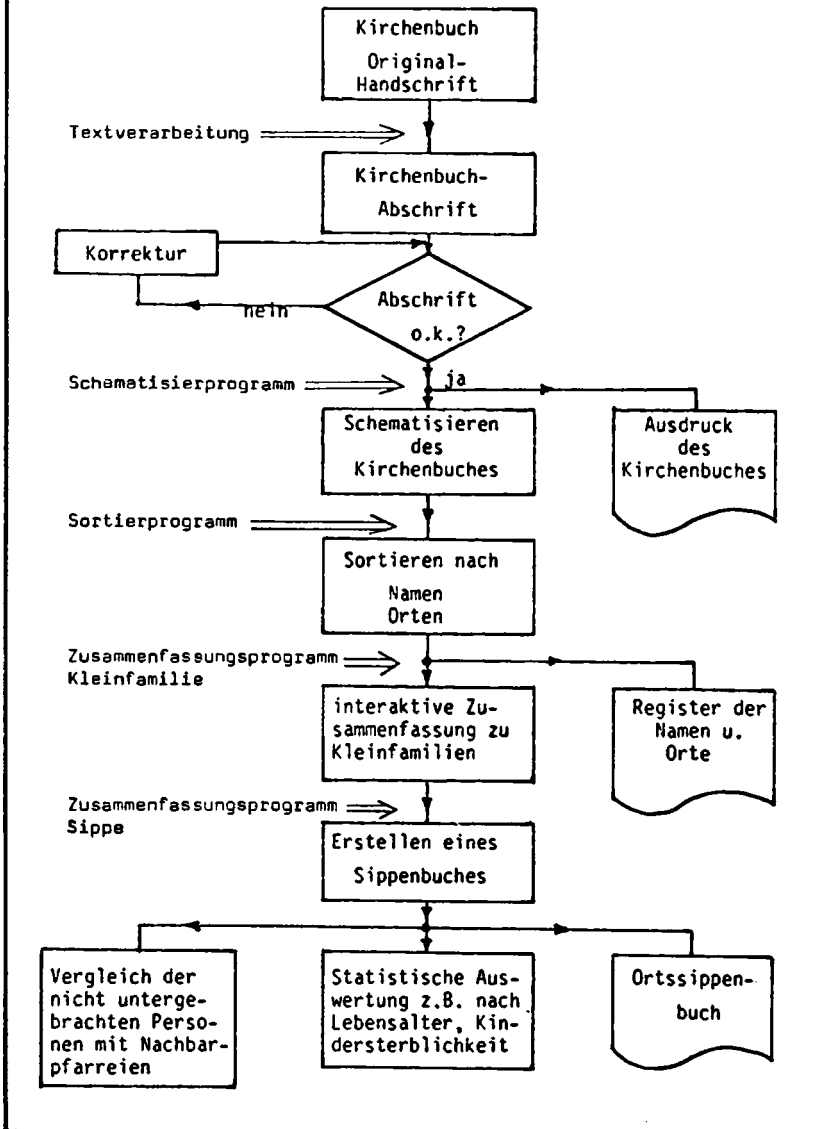 Kirchenbuch
Original-
Handschrift
Textverarbeitung
Kirchenbuch-
Abschrift
Korrektur
Abschrift
o.k.?
nein
ja
Schamatisierprogramm
Schematisieren
des
Kirchenbuches
Ausdruck
des
Kirchenbuches
Sortierprogramm
Sortieren nach
Namen
Orten
Zusammenfassungsprogramm
Kleinfamilie
interaktive Zu-
sammenfassung zu
Kleinfamilien
Register der
Namen u.
Orte
Zusammenfassungsprogramm
Sippe
Erstellen eines
Sippenbuches
Vergleich der
nicht unterge-
brachten Perso-
nen mit Nachbar-
pfarreien
Statistische Aus-
wertung z.B. nach
Lebensalter, Kin-
dersterblichkeit
Ortssippen-
buch